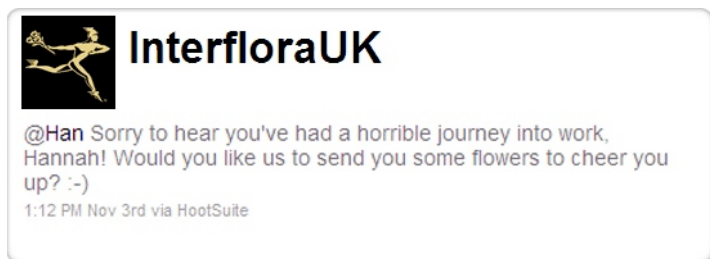 InterfloraUK
@Han Sorry to hear you've had a horrible journey into work,
Hannah! Would you like us to send you some flowers to cheer you
up? :-)
1:12 PM Nov 3rd via HootSuite